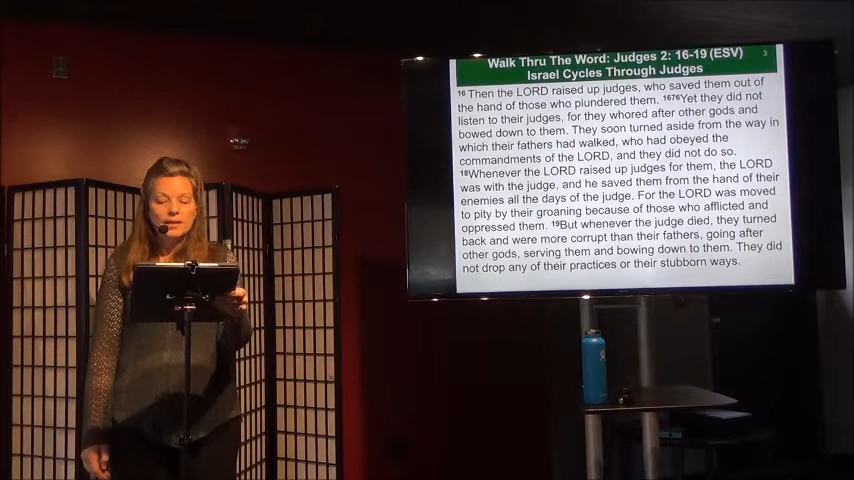 Walk Thru The Word: Judges 2: 16-19 (ESV)
3
Israel Cycles Through Judges
16 Then the LORD raised up judges, who saved them out of
the hand of those who plundered them. 1676Yet they did not
listen to their judges, for they whored after other gods and
bowed down to them. They soon turned aside from the way in
which their fathers had walked, who had obeyed the
commandments of the LORD, and they did not do so.
18Whenever the LORD raised up judges for them, the LORD
was with the judge, and he saved them from the hand of their
enemies all the days of the judge. For the LORD was moved
to pity by their groaning because of those who afflicted and
oppressed them. 19But whenever the judge died, they turned
back and were more corrupt than their fathers, going after
other gods, serving them and bowing down to them. They did
not drop any of their practices or their stubborn ways.